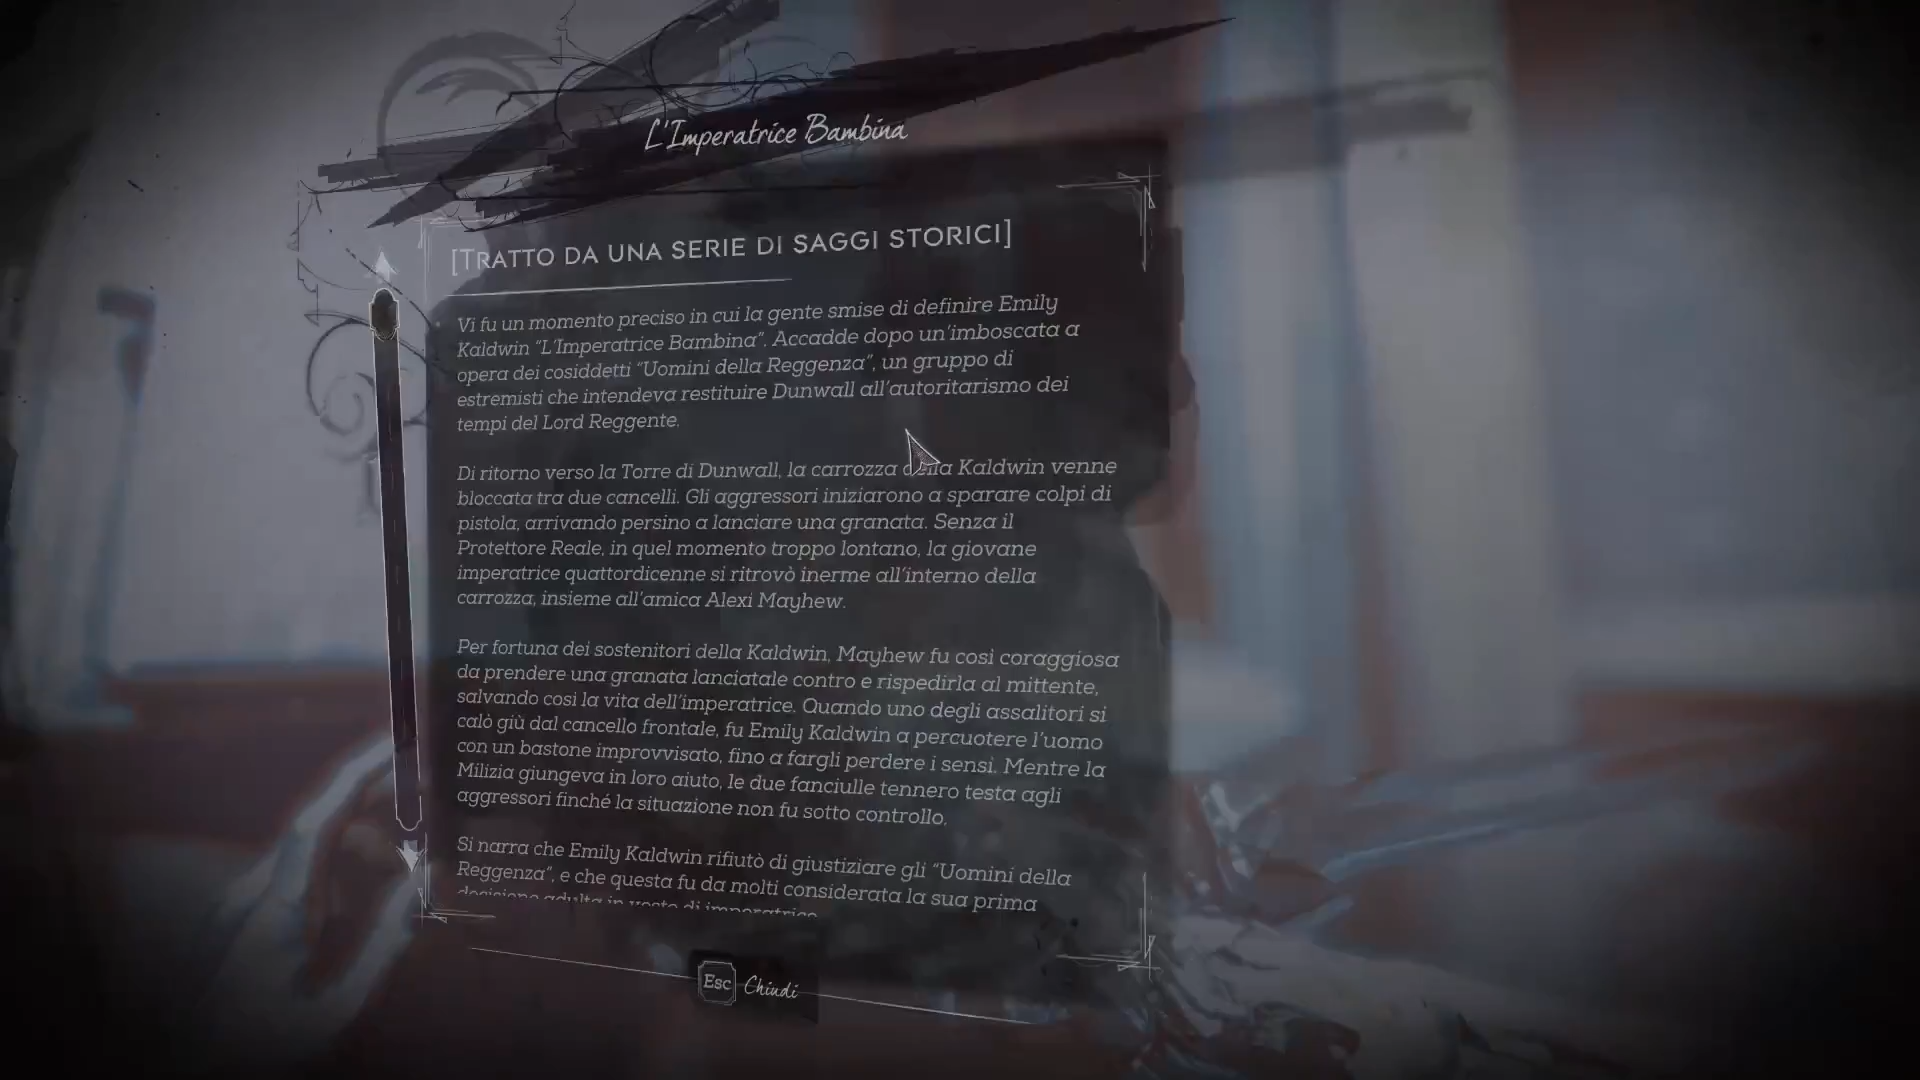 L'Imperatrice Bambina
[Tratto da una serie di saggi storici]
Vi fu un momento preciso in cui la gente smise di definire Emily
Kaldwin “L’Imperatrice Bambina”. Accadde dopo un’imboscata a
opera dei cosiddetti “Uomini della Reggenza”, un gruppo di
estremisti che intendeva restituire Dunwall all’autoritarismo dei
tempi del Lord Reggente.
Di ritorno verso la Torre di Dunwall, la carrozza della Kaldwin venne
bloccata tra due cancelli. Gli aggressori iniziarono a sparare colpi di
pistola, arrivando persino a lanciare una granata. Senza il
Protettore Reale, in quel momento troppo lontano, la giovane
imperatrice quattordicenne si ritrovò inerme all’interno della
carrozza, insieme all’amica Alexi Mayhew.
Per fortuna dei sostenitori della Kaldwin, Mayhew fu così coraggiosa
da prendere una granata lanciatale contro e rispedirla al mittente,
salvando così la vita dell’imperatrice. Quando uno degli assalitori si
calò giù dal cancello frontale, fu Emily Kaldwin a percuotere l’uomo
con un bastone improvvisato, fino a fargli perdere i sensi. Mentre la
Milizia giungeva in loro aiuto, le due fanciulle tennero testa agli
aggressori finché la situazione non fu sotto controllo.
Si narra che Emily Kaldwin rifiutò di giustiziare gli “Uomini della
Reggenza”, e che questa fu da molti considerata la sua prima
decisione adulta in veste di imperatrice.
Esc Chiudi